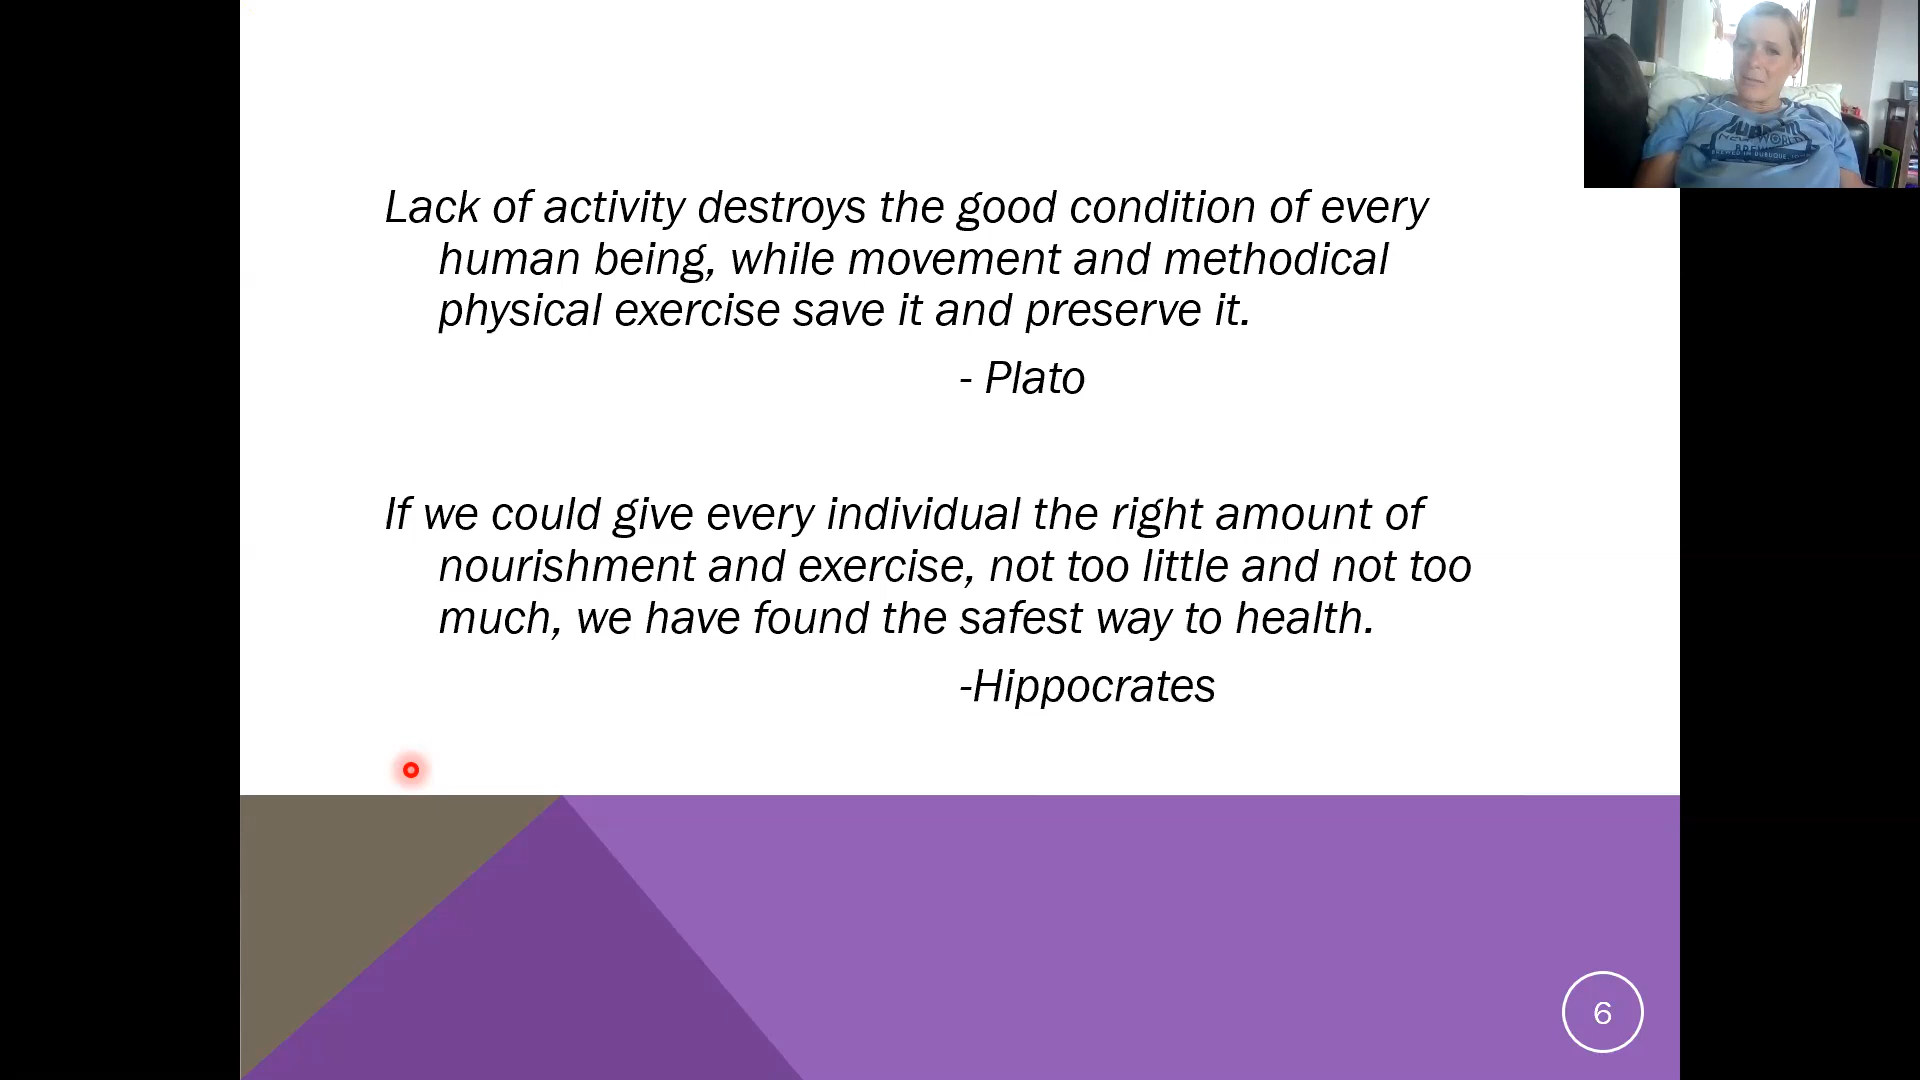 Lack of activity destroys the good condition of every
human being, while movement and methodical
physical exercise save it and preserve it.
- Plato
If we could give every individual the right amount of
nourishment and exercise, not too little and not too
much, we have found the safest way to health.
-Hippocrates
6